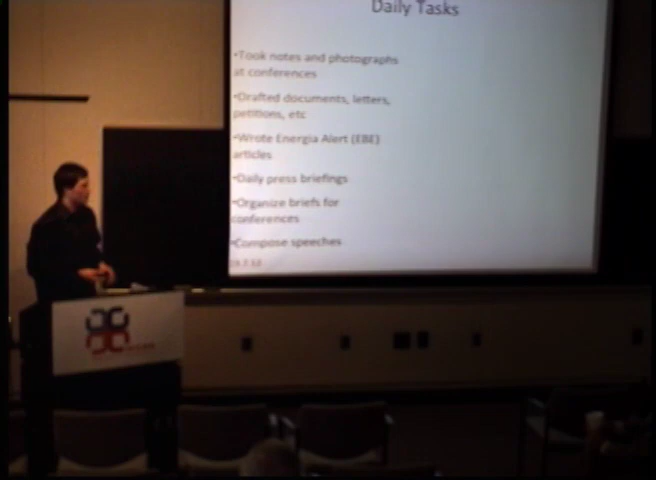 Daily Tasks
•Took notes and photographs
at conferences
•Drafted documents, letters,
petitions, etc
•Wrote Energia Alert (EBE)
articles
•Daily press briefings
•Organize briefs for
conferences
•Compose speeches